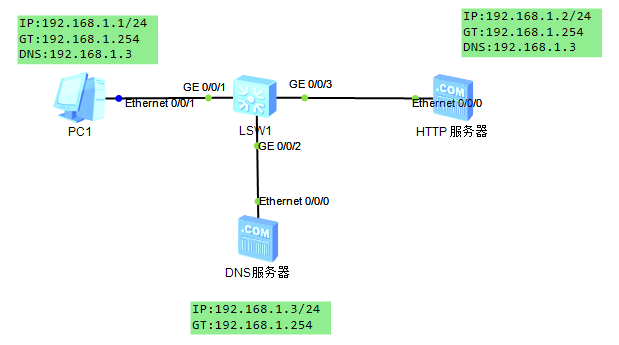 IP:192.168.1.1/24
GT:192.168.1.254
DNS:192.168.1.3
IP:192.168.1.2/24
GT:192.168.1.254
DNS:192.168.1.3
GE 0/0/1
GE 0/0/3
Ethernet 0/0/1
.COM
Ethernet 0/0/0
PC1
LSW1
HTTP 服务器
GE 0/0/2
Ethernet 0/0/0
.COM
DNS服务器
IP:192.168.1.3/24
GT:192.168.1.254